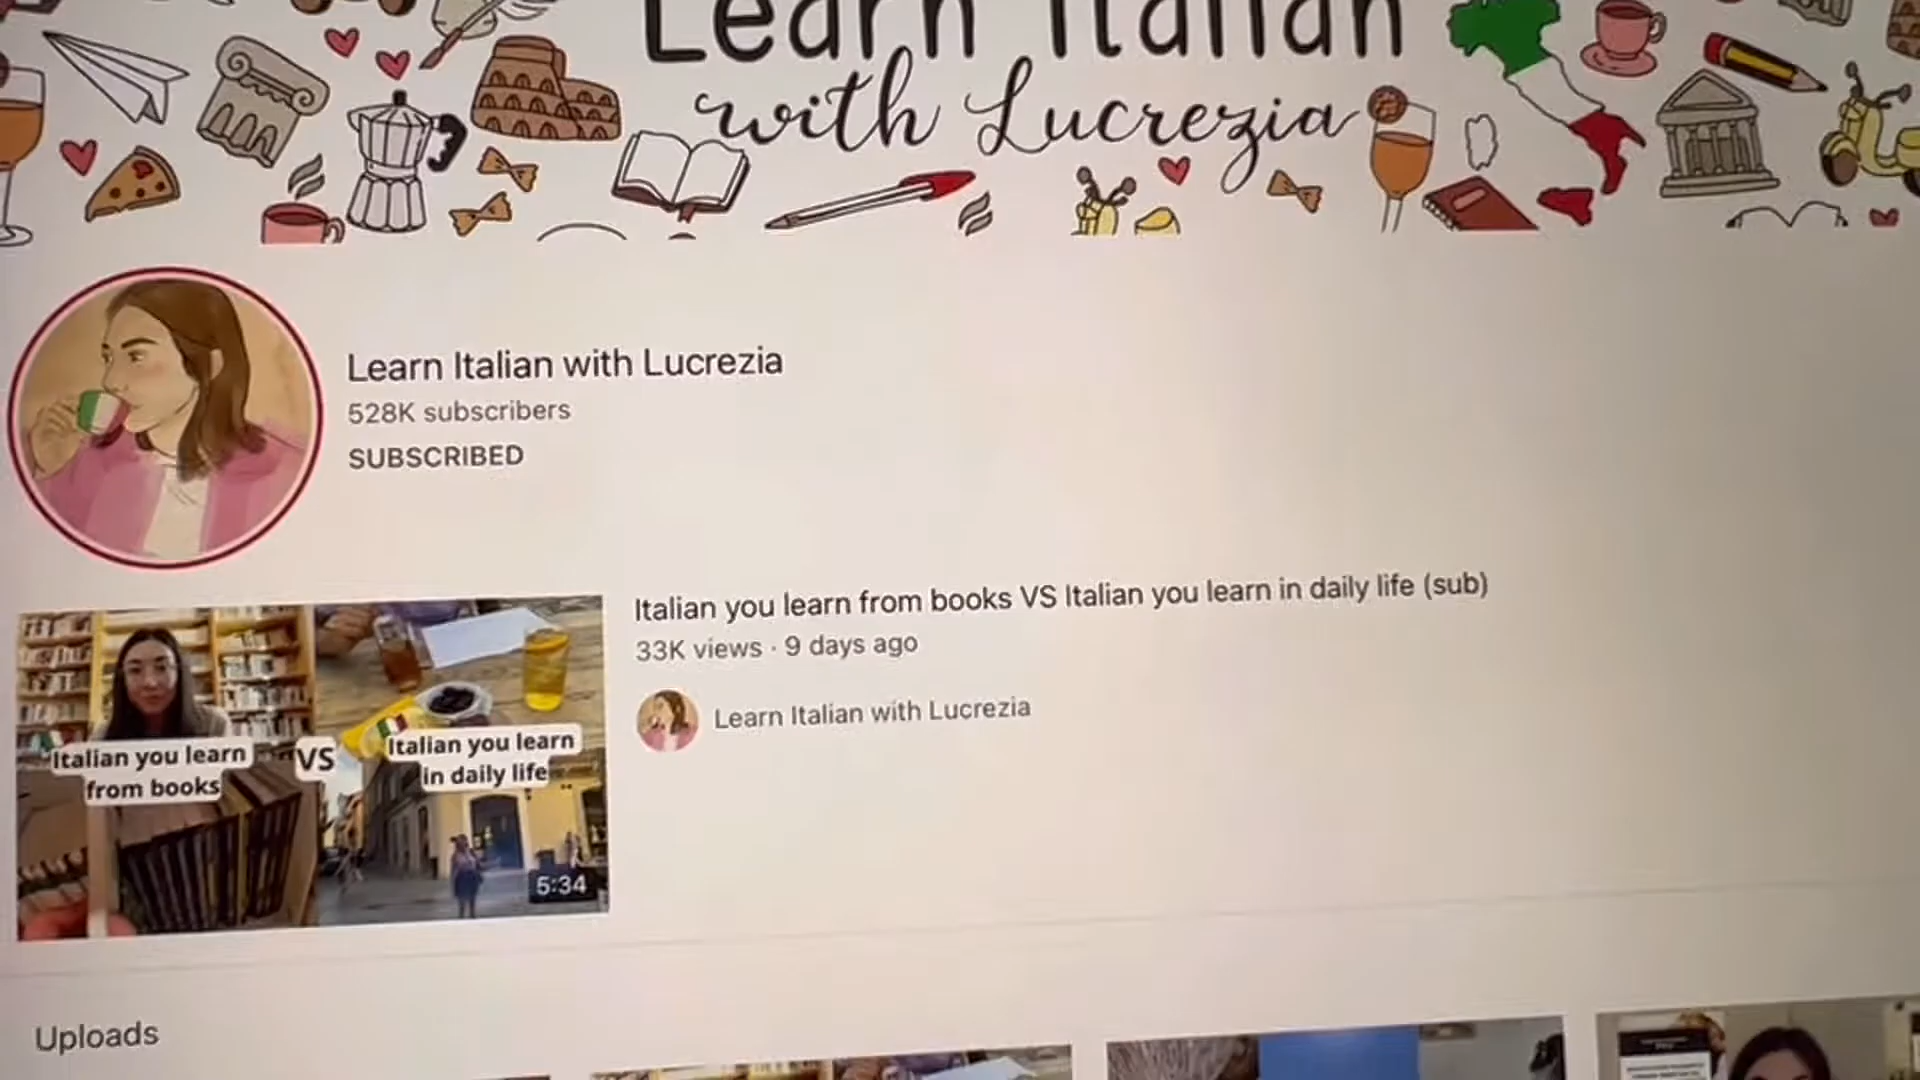 Learn Italian
with Lucrezia
Learn Italian with Lucrezia
528K subscribers
SUBSCRIBED
Italian you learn from books VS Italian you learn in daily life (sub)
33K views · 9 days ago
Learn Italian with Lucrezia
Italian you learn
from books
VS
Italian you learn
in daily life
5:34
Uploads